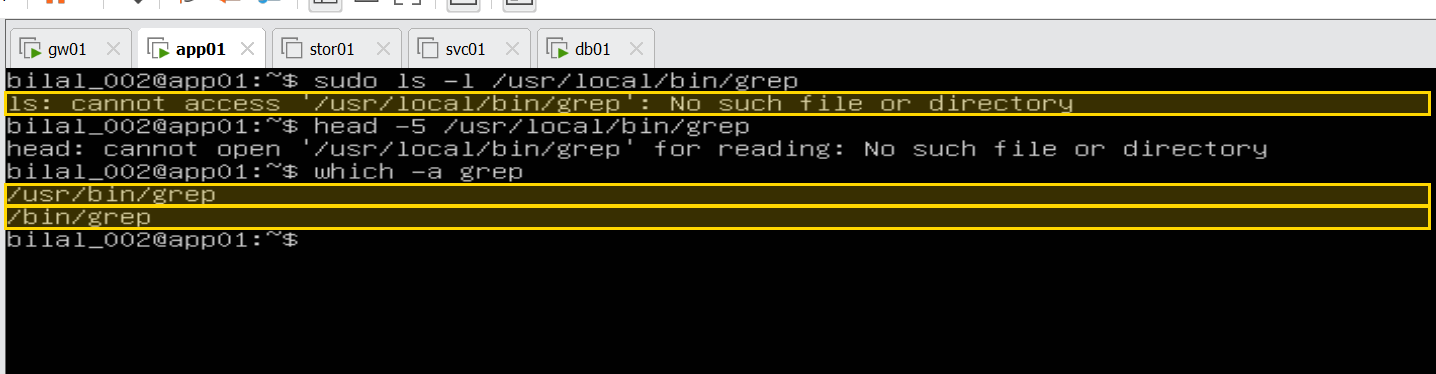 gw01
app01
stor01
svc01
db01
bilal_002@app01:~$ sudo ls -l /usr/local/bin/grep
ls: cannot access '/usr/local/bin/grep': No such file or directory
bilal_002@app01:~$ head -5 /usr/local/bin/grep
head: cannot open '/usr/local/bin/grep' for reading: No such file or directory
bilal_002@app01:~$ which -a grep
/usr/bin/grep
/bin/grep
bilal_002@app01:~$